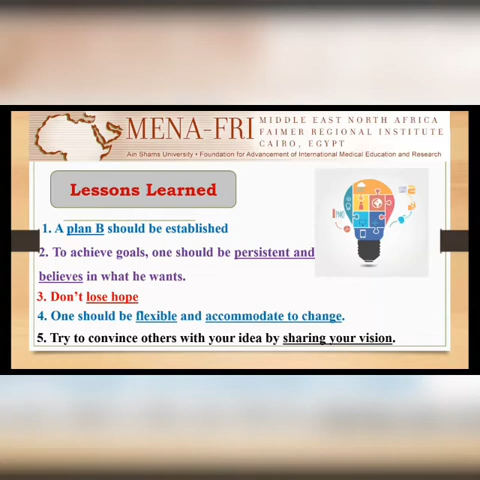 MENA-FRI
MIDDLE EAST NORTH AFRICA
FAIMER REGIONAL INSTITUTE
CAIRO, EGYPT
Ain Shams University • Foundation for Advancement of International Medical Education and Research
Lessons Learned
1. A plan B should be established
2. To achieve goals, one should be persistent and
believes in what he wants.
3. Don't lose hope
4. One should be flexible and accommodate to change.
5. Try to convince others with your idea by sharing your vision.